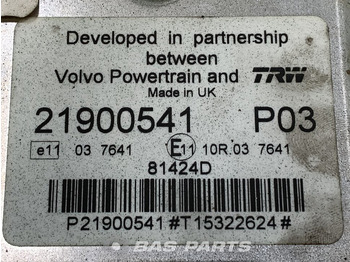 Developed in partnership
between
Volvo Powertrain and TRW
Made in UK
21900541 P03
e11 03 7641 E11 10R.03 7641
81424D
P21900541#T15322624#
BAS PARTS